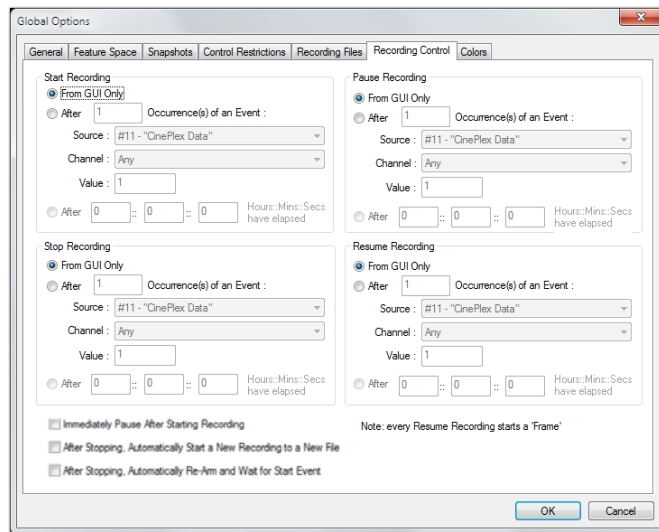 Global Options
General Feature Space Snapshots Control Restrictions Recording Files Recording Control Colors
Start Recording
From GUI Only
After 1 Occurrence(s) of an Event :
Source : #11 - "CinePlex Data"
Channel : Any
Value : 1
After 0 :: 0 :: 0 Hours::Mins::Secs
have elapsed
Pause Recording
From GUI Only
After 1 Occurrence(s) of an Event :
Source : #11 - "CinePlex Data"
Channel : Any
Value : 1
After 0 :: 0 :: 0 Hours::Mins::Secs
have elapsed
Stop Recording
From GUI Only
After 1 Occurrence(s) of an Event :
Source : #11 - "CinePlex Data"
Channel : Any
Value : 1
After 0 :: 0 :: 0 Hours::Mins::Secs
have elapsed
Resume Recording
From GUI Only
After 1 Occurrence(s) of an Event :
Source : #11 - "CinePlex Data"
Channel : Any
Value : 1
After 0 :: 0 :: 0 Hours::Mins::Secs
have elapsed
Immediately Pause After Starting Recording
After Stopping, Automatically Start a New Recording to a New File
After Stopping, Automatically Re-Arm and Wait for Start Event
Note: every Resume Recording starts a 'Frame'
OK Cancel